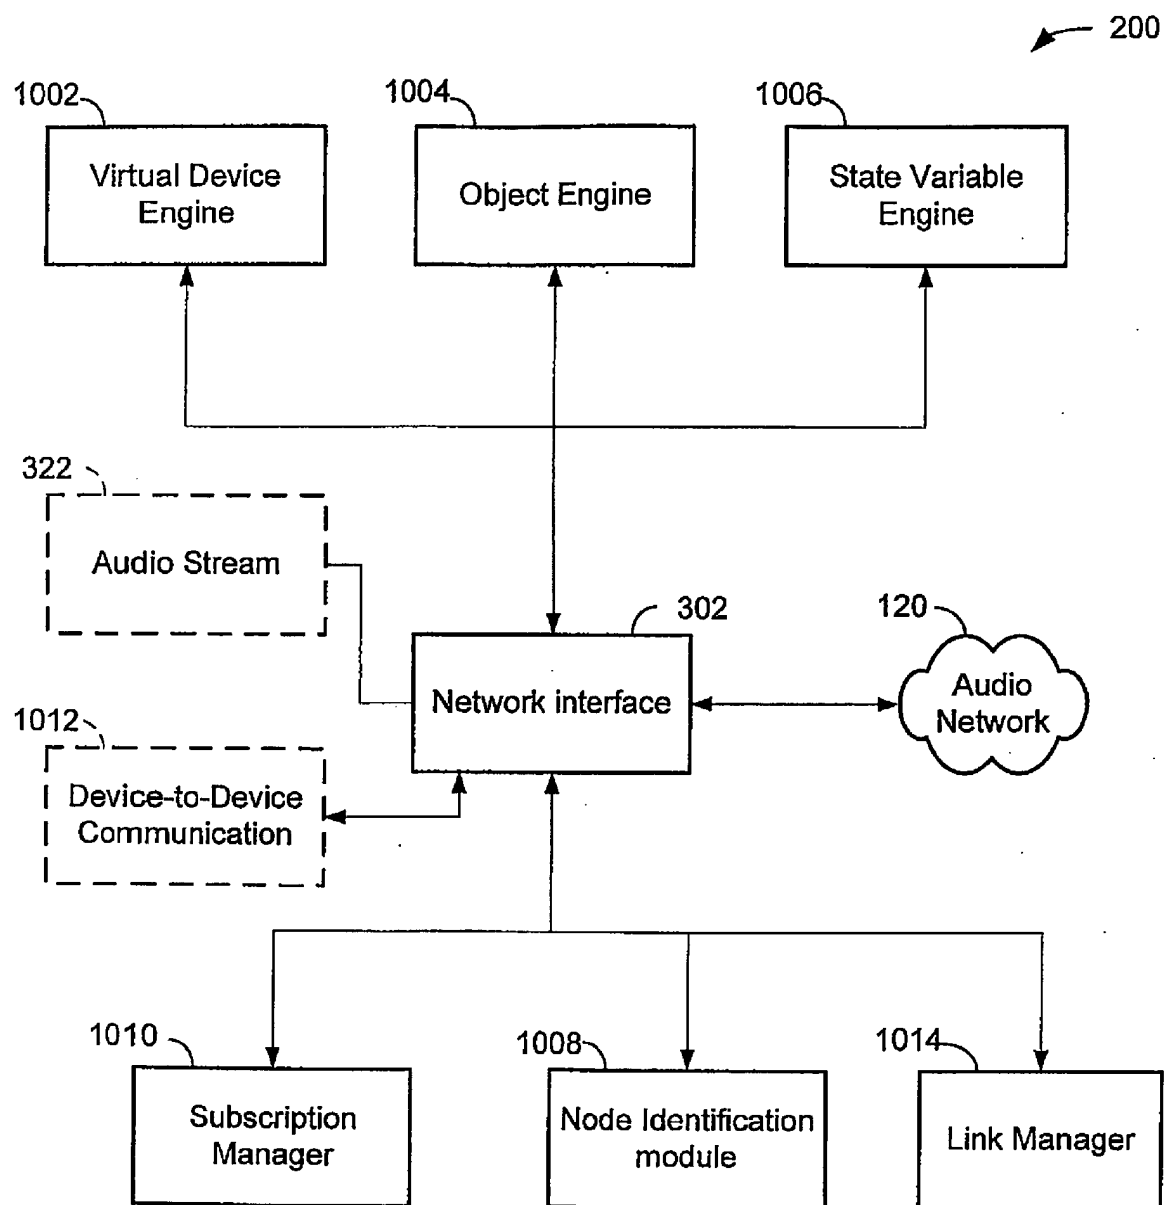 200
1002
1004
1006
Virtual Device
Engine
Object Engine
State Variable
Engine
322
Audio Stream
302
120
Network interface
Audio
Network
1012
Device-to-Device
Communication
1010
1008
1014
Subscription
Manager
Node Identification
module
Link Manager